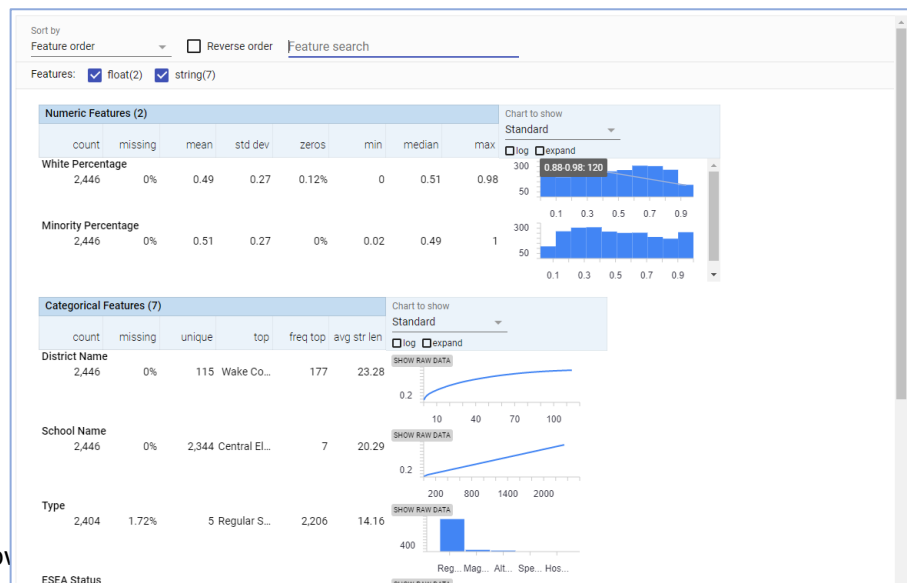 Sort by
Feature order Reverse order Feature search
Features: float(2) string(7)
Numeric Features (2) Chart to show
Standard
count missing mean std dev zeros min median max log expand
White Percentage
2,446 0% 0.49 0.27 0.12% 0 0.51 0.98
300 0.88-0.98: 120
50
0.1 0.3 0.5 0.7 0.9
Minority Percentage
2,446 0% 0.51 0.27 0% 0.02 0.49 1
300
50
0.1 0.3 0.5 0.7 0.9
Categorical Features (7) Chart to show
Standard
count missing unique top freq top avg str len log expand
District Name
SHOW RAW DATA
2,446 0% 115 Wake Co... 177 23.28
0.2
10 40 70 100
School Name
SHOW RAW DATA
2,446 0% 2,344 Central El... 7 20.29
0.2
200 800 1400 2000
Type
SHOW RAW DATA
2,404 1.72% 5 Regular S... 2,206 14.16
400
Reg... Mag... Alt... Spe... Hos...
ESEA Status
SHOW RAW DATA